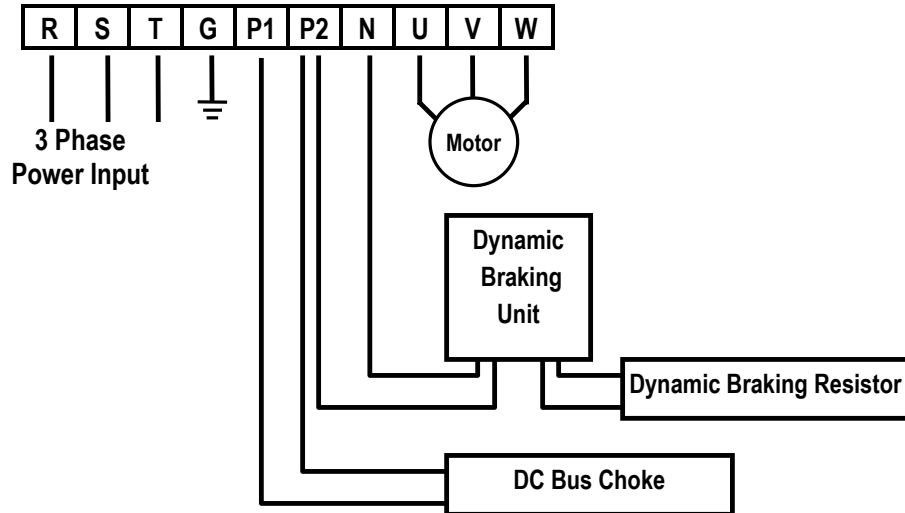 R S T G P1 P2 N U V W
3 Phase
Power Input
Motor
Dynamic
Braking
Unit
Dynamic Braking Resistor
DC Bus Choke